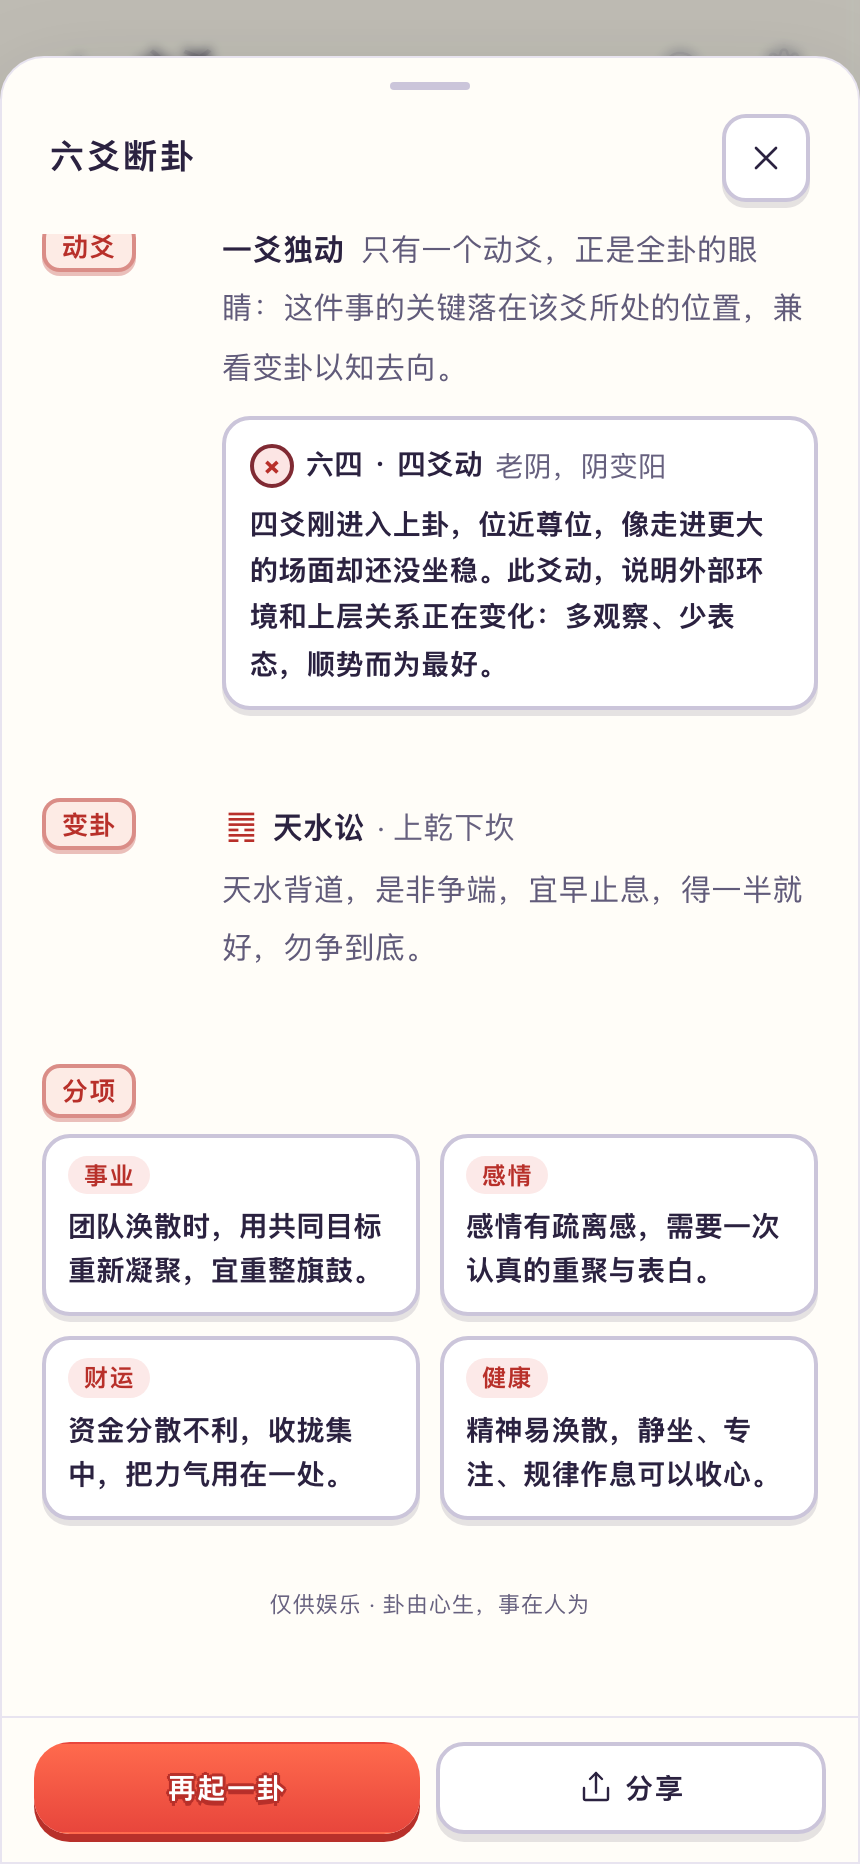 六爻断卦
动爻
一爻独动 只有一个动爻，正是全卦的眼
睛：这件事的关键落在该爻所处的位置，兼
看变卦以知去向。
六四 · 四爻动 老阴，阴变阳
四爻刚进入上卦，位近尊位，像走进更大
的场面却还没坐稳。此爻动，说明外部环
境和上层关系正在变化：多观察、少表
态，顺势而为最好。
变卦
䷅ 天水讼 · 上乾下坎
天水背道，是非争端，宜早止息，得一半就
好，勿争到底。
分项
事业
团队涣散时，用共同目标
重新凝聚，宜重整旗鼓。
感情
感情有疏离感，需要一次
认真的重聚与表白。
财运
资金分散不利，收拢集
中，把力气用在一处。
健康
精神易涣散，静坐、专
注、规律作息可以收心。
仅供娱乐 · 卦由心生，事在人为
再起一卦
分享